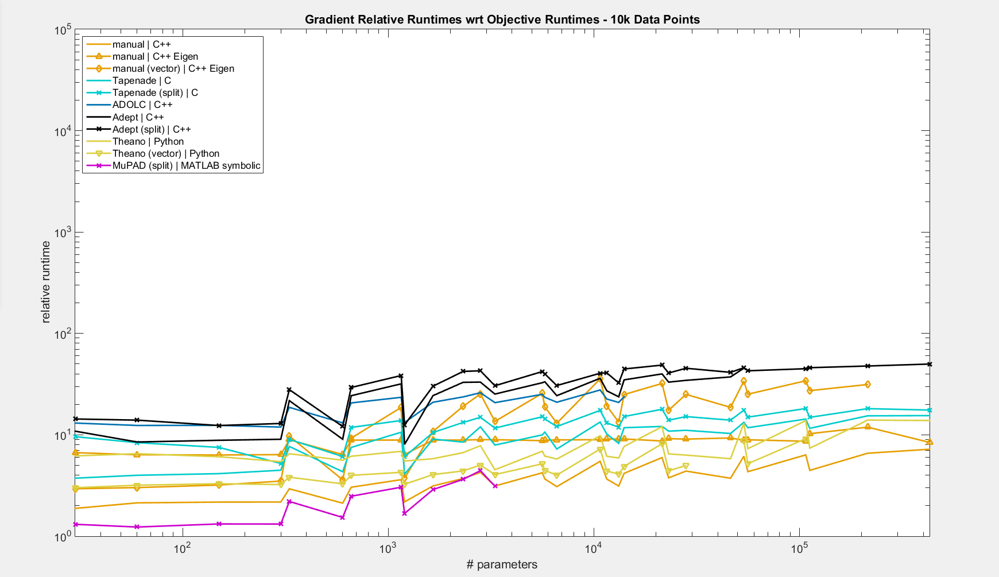 Gradient Relative Runtimes wrt Objective Runtimes - 10k Data Points
10^5
10^4
10^3
10^2
10^1
10^0
relative runtime
manual | C++
manual | C++ Eigen
manual (vector) | C++ Eigen
Tapenade | C
Tapenade (split) | C
ADOLC | C++
Adept | C++
Adept (split) | C++
Theano | Python
Theano (vector) | Python
MuPAD (split) | MATLAB symbolic
10^2 10^3 10^4 10^5
# parameters